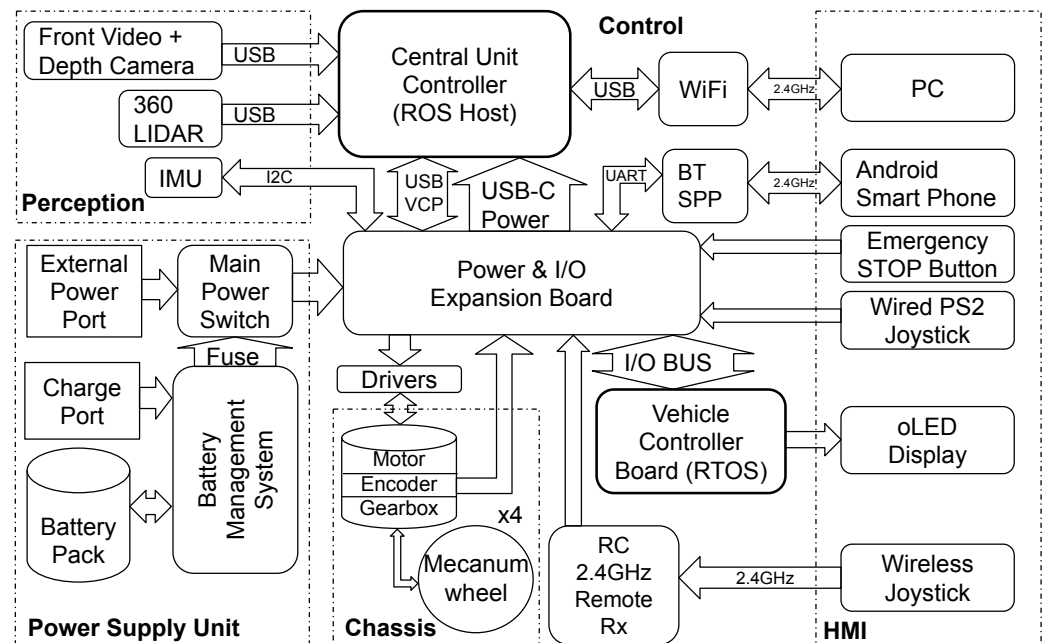 Front Video +
Depth Camera
USB
360
LIDAR
USB
IMU
I2C
Perception
Central Unit
Controller
(ROS Host)
Control
USB
WiFi
2.4GHz
PC
USB
VCP
USB-C
Power
UART
BT
SPP
2.4GHz
Android
Smart Phone
Emergency
STOP Button
Wired PS2
Joystick
External
Power
Port
Main
Power
Switch
Power & I/O
Expansion Board
Fuse
Charge
Port
Battery
Management
System
Battery
Pack
Power Supply Unit
Drivers
Motor
Encoder
Gearbox
x4
Mecanum
wheel
Chassis
I/O BUS
Vehicle
Controller
Board (RTOS)
oLED
Display
RC
2.4GHz
Remote
Rx
2.4GHz
Wireless
Joystick
HMI